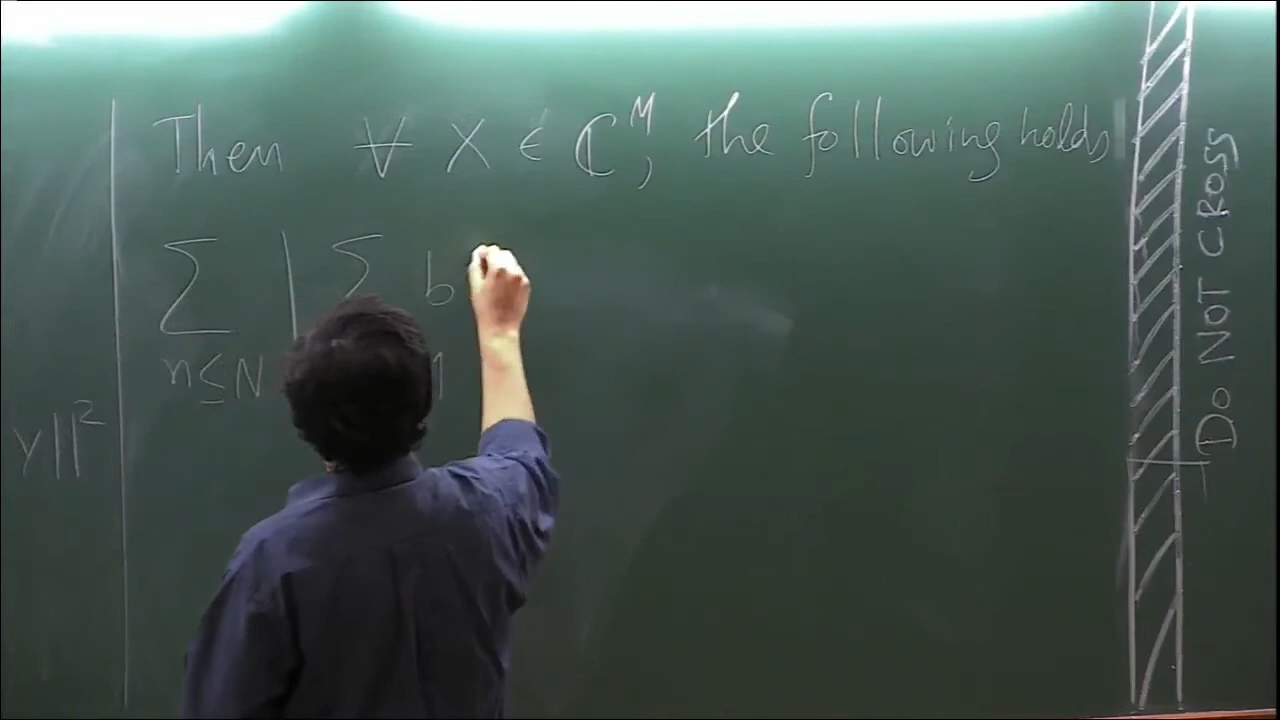 Then ∀ X ∈ ℂ^M, the following holds
∑ | ∑ b
n≤N
y||²
DO NOT CROSS